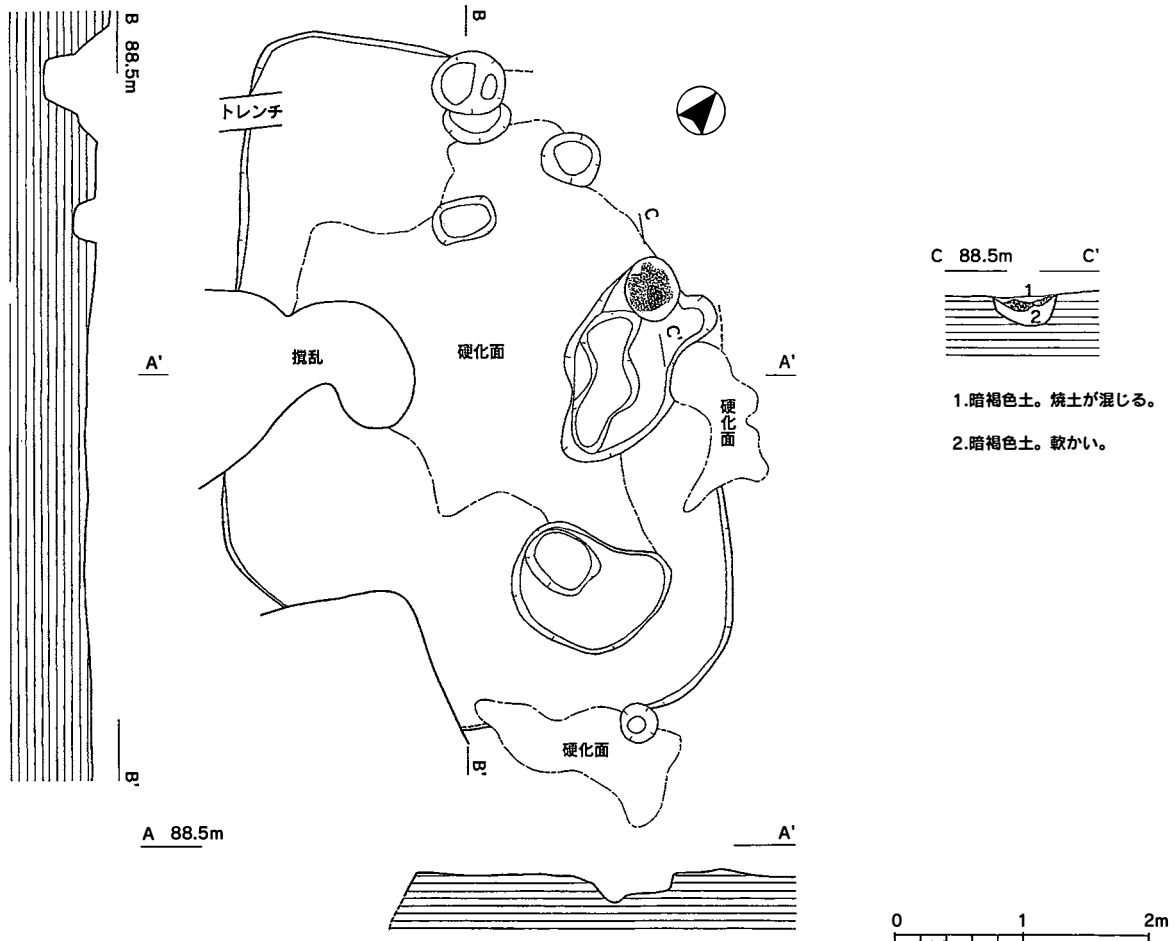 B
B 88.5m
トレンチ
C
C 88.5m C'
1
2
A' 撹乱 硬化面 C' A'
硬化面
1.暗褐色土。焼土が混じる。
2.暗褐色土。軟かい。
硬化面
B'
B'
A 88.5m A'
0 1 2m